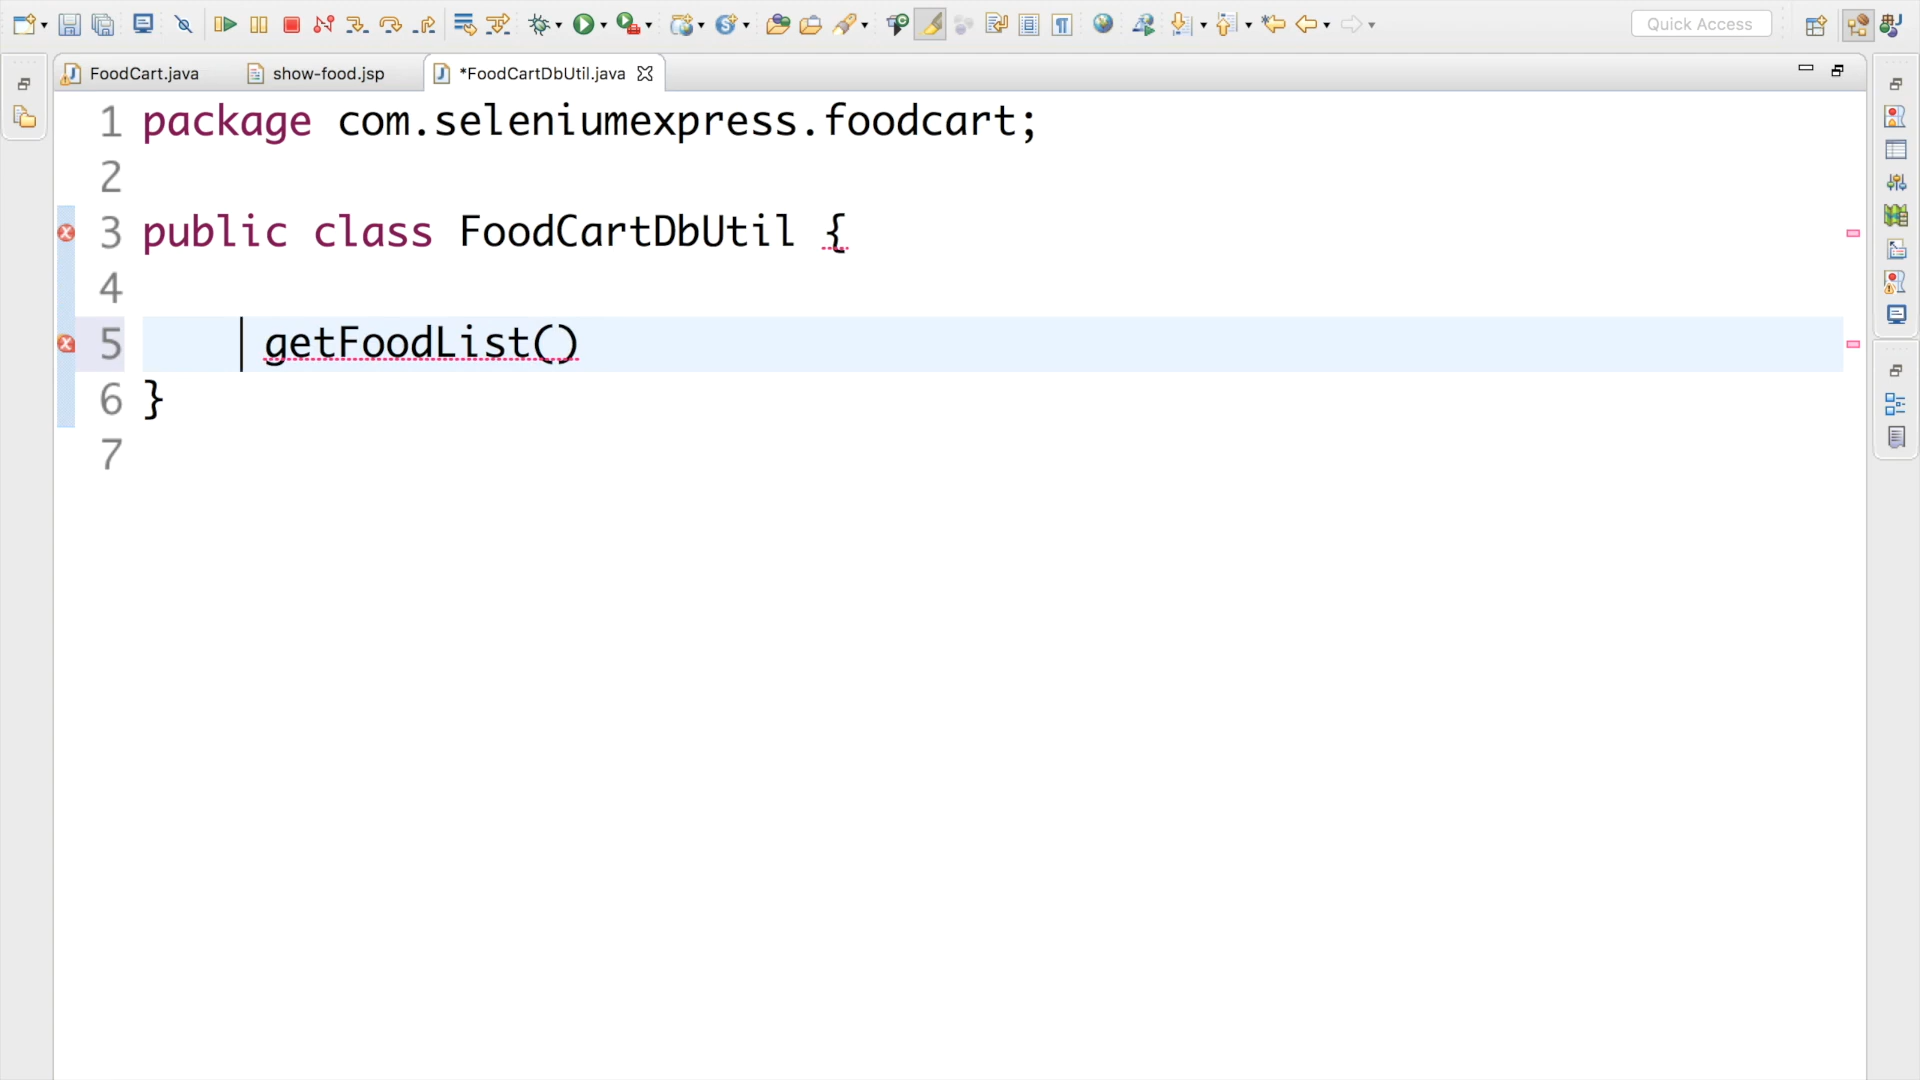 Quick Access
FoodCart.java
show-food.jsp
*FoodCartDbUtil.java
1 package com.seleniumexpress.foodcart;
2
3 public class FoodCartDbUtil {
4
5 getFoodList()
6 }
7